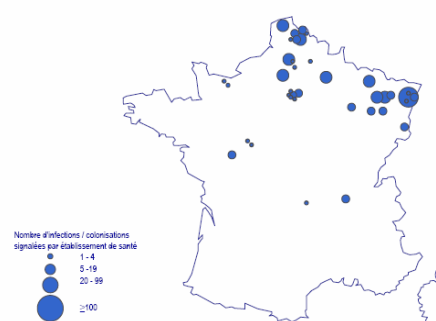 Nombre d'infections / colonisations
signalées par établissement de santé
1 - 4
5 -19
20 - 99
≥100